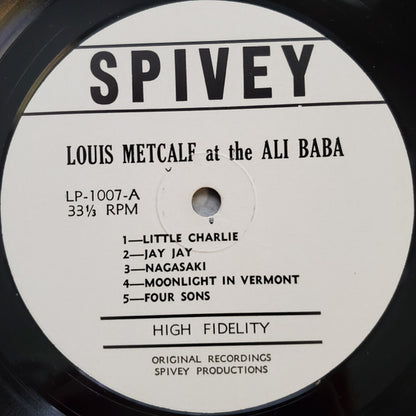 SPIVEY
LOUIS METCALF at the ALI BABA
LP-1007-A
33⅓ RPM
1—LITTLE CHARLIE
2—JAY JAY
3—NAGASAKI
4—MOONLIGHT IN VERMONT
5—FOUR SONS
HIGH FIDELITY
ORIGINAL RECORDINGS
SPIVEY PRODUCTIONS